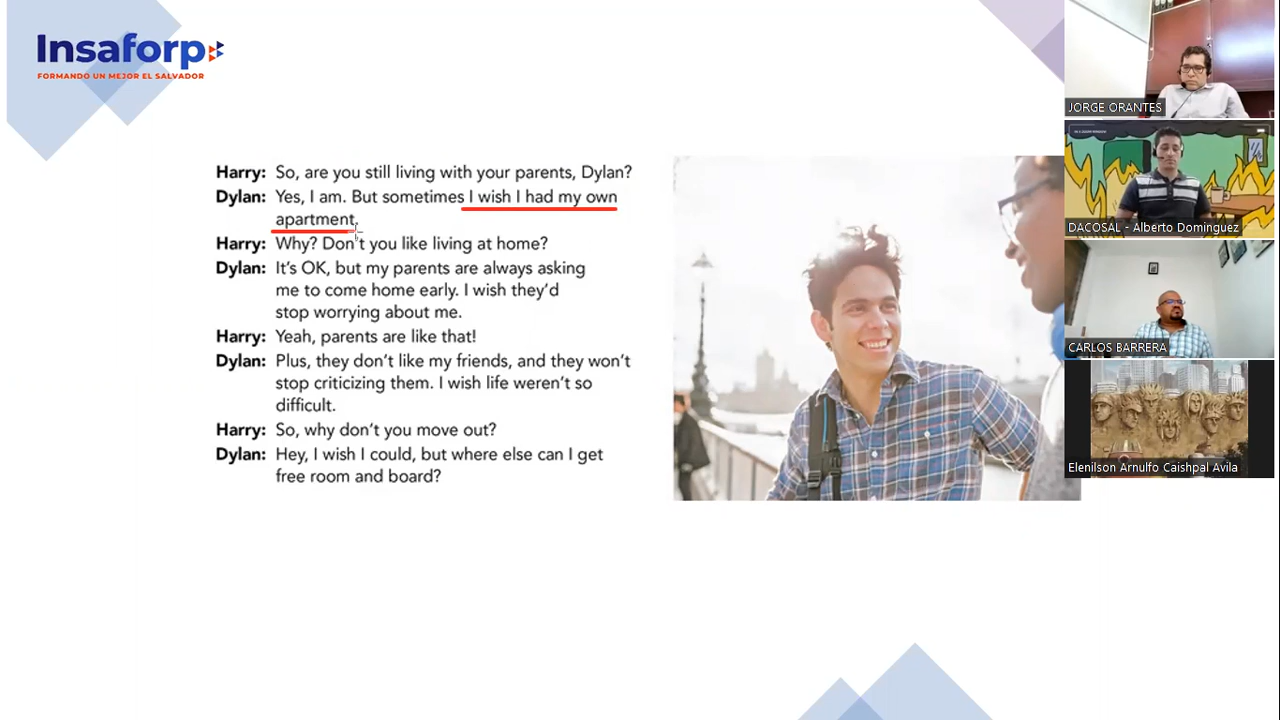 Insaforp
FORMANDO UN MEJOR EL SALVADOR
Harry: So, are you still living with your parents, Dylan?
Dylan: Yes, I am. But sometimes I wish I had my own
apartment.
Harry: Why? Don't you like living at home?
Dylan: It's OK, but my parents are always asking
me to come home early. I wish they'd
stop worrying about me.
Harry: Yeah, parents are like that!
Dylan: Plus, they don't like my friends, and they won't
stop criticizing them. I wish life weren't so
difficult.
Harry: So, why don't you move out?
Dylan: Hey, I wish I could, but where else can I get
free room and board?
JORGE ORANTES
DACOSAL - Alberto Dominguez
CARLOS BARRERA
Elenilson Arnulfo Caishpal Avila